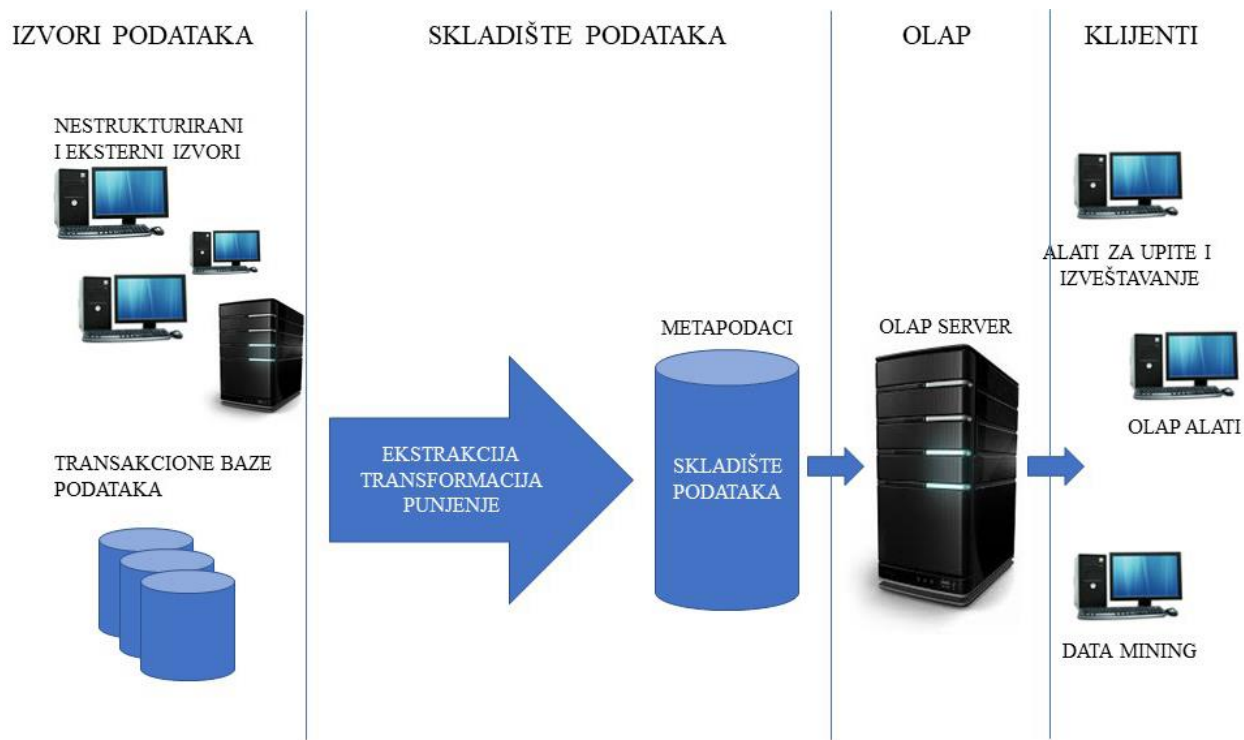 IZVORI PODATAKA
SKLADIŠTE PODATAKA
OLAP
KLIJENTI
NESTRUKTURIRANI
I EKSTERNI IZVORI
TRANSAKCIONE BAZE
PODATAKA
EKSTRAKCIJA
TRANSFORMACIJA
PUNJENJE
METAPODACI
SKLADIŠTE
PODATAKA
OLAP SERVER
ALATI ZA UPITE I
IZVEŠTAVANJE
OLAP ALATI
DATA MINING